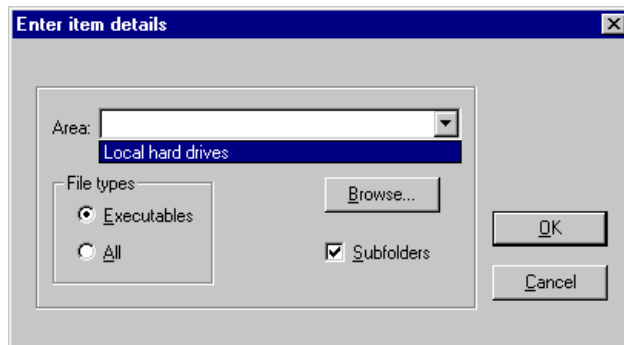 Enter item details
Area:
Local hard drives
File types
Browse...
Executables
OK
All
Subfolders
Cancel